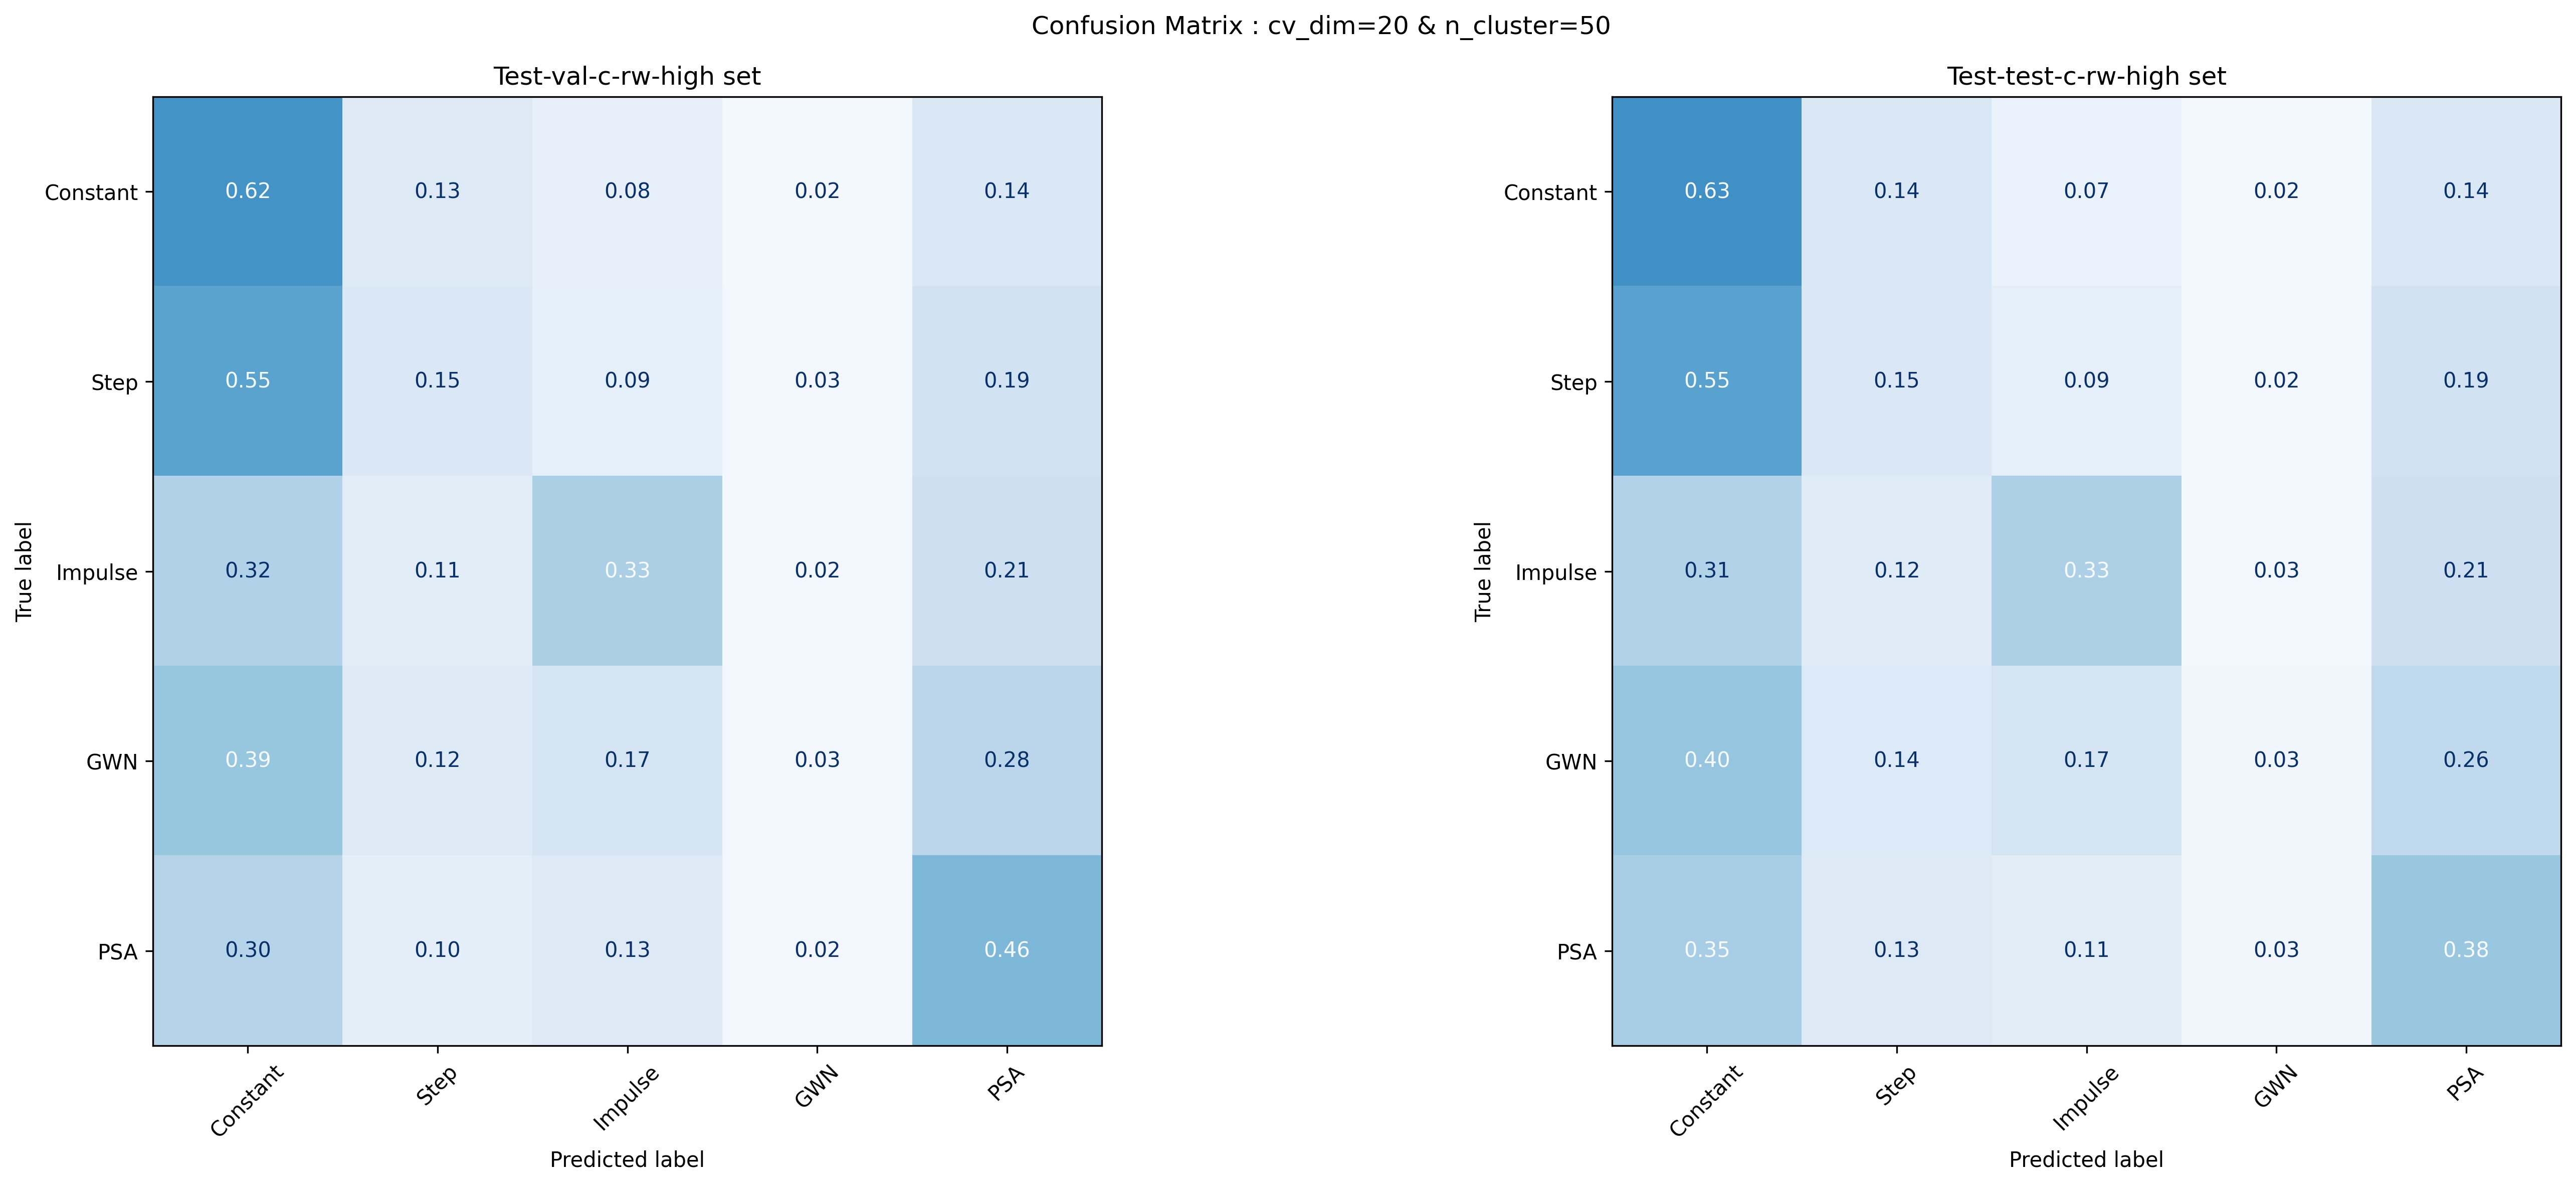 Confusion Matrix : cv_dim=20 & n_cluster=50
Test-val-c-rw-high set
True label
Constant 0.62 0.13 0.08 0.02 0.14
Step 0.55 0.15 0.09 0.03 0.19
Impulse 0.32 0.11 0.33 0.02 0.21
GWN 0.39 0.12 0.17 0.03 0.28
PSA 0.30 0.10 0.13 0.02 0.46
Constant Step Impulse GWN PSA
Predicted label
Test-test-c-rw-high set
True label
Constant 0.63 0.14 0.07 0.02 0.14
Step 0.55 0.15 0.09 0.02 0.19
Impulse 0.31 0.12 0.33 0.03 0.21
GWN 0.40 0.14 0.17 0.03 0.26
PSA 0.35 0.13 0.11 0.03 0.38
Constant Step Impulse GWN PSA
Predicted label